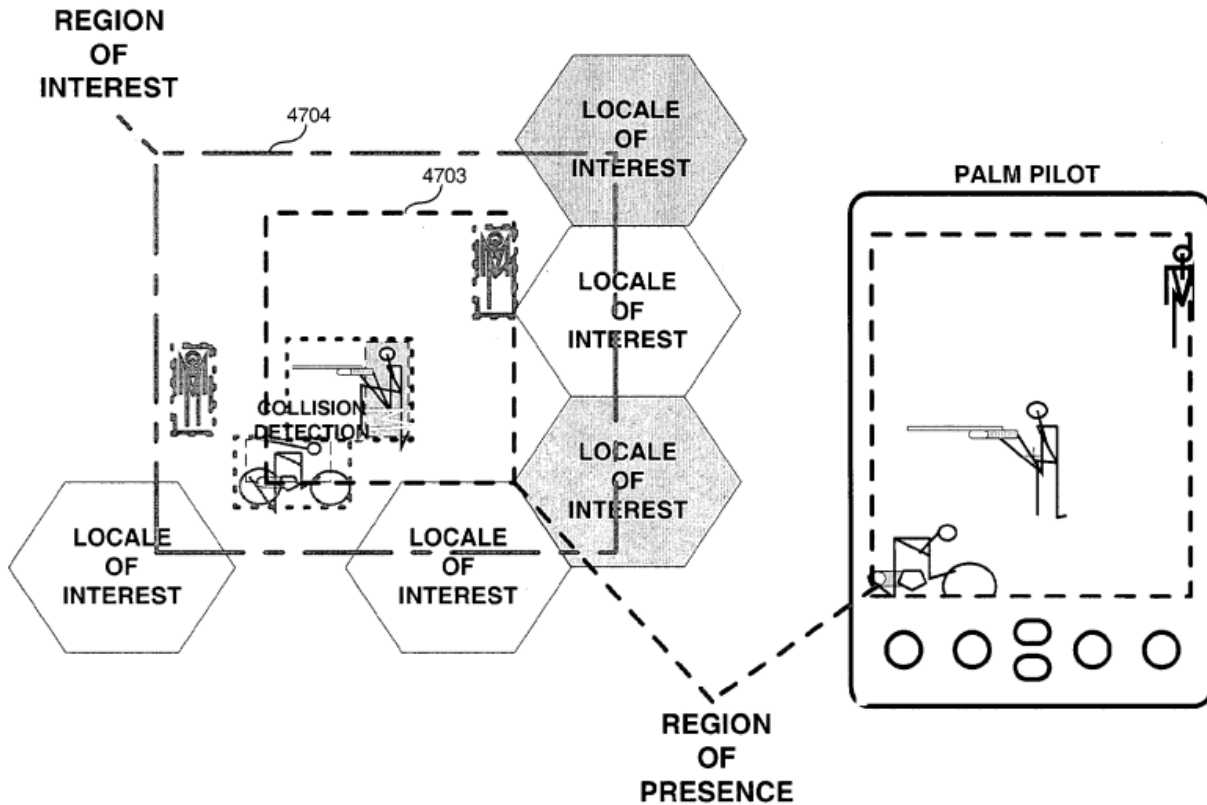 REGION
OF
INTEREST
4704
4703
LOCALE
OF
INTEREST
PALM PILOT
LOCALE
OF
INTEREST
COLLISION
DETECTION
LOCALE
OF
INTEREST
LOCALE
OF
INTEREST
LOCALE
OF
INTEREST
REGION
OF
PRESENCE